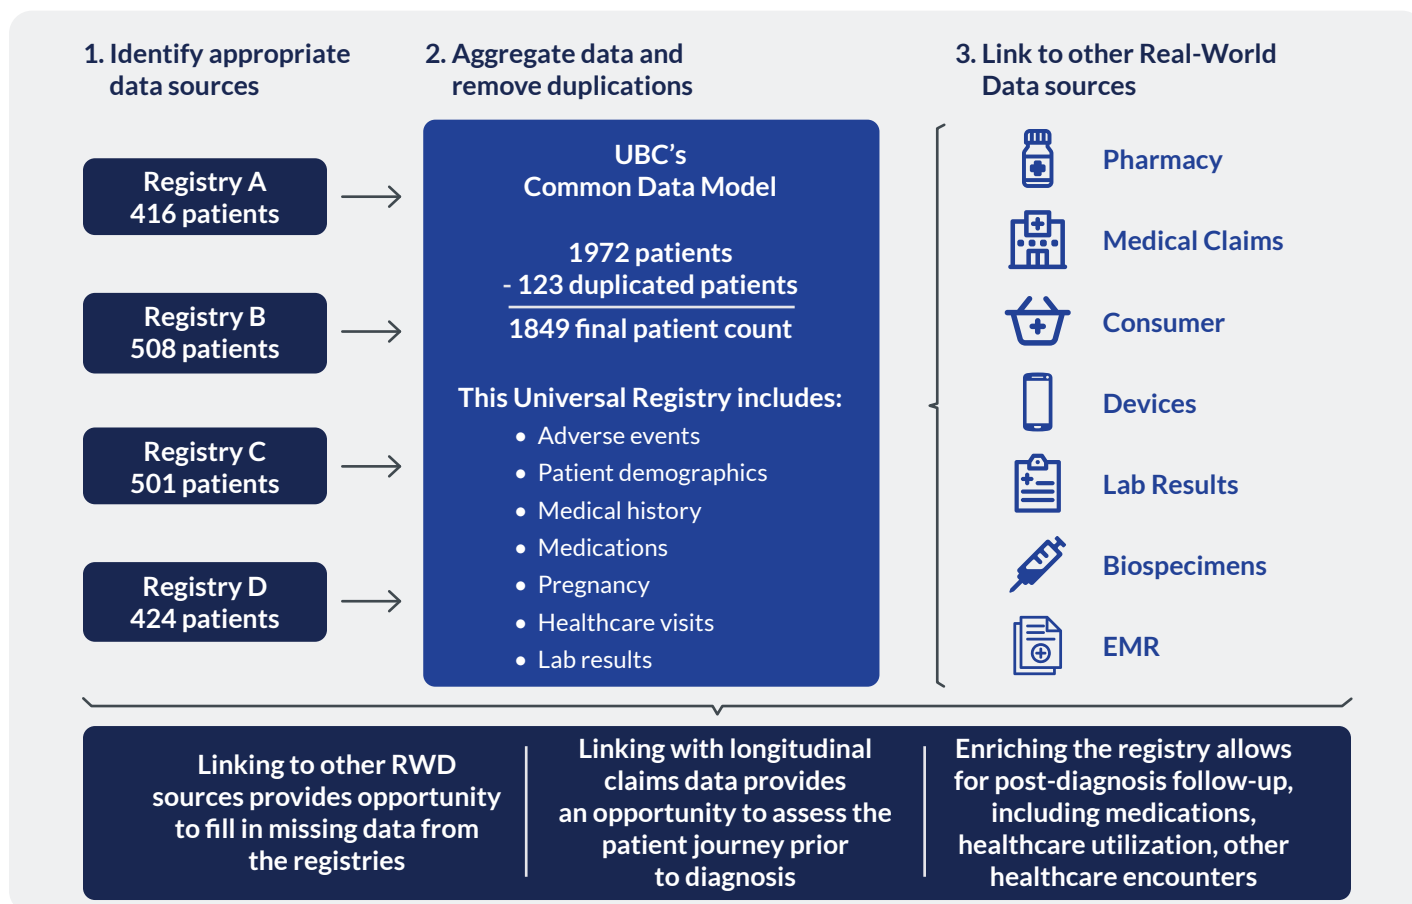 1. Identify appropriate
data sources
Registry A
416 patients
Registry B
508 patients
Registry C
501 patients
Registry D
424 patients
2. Aggregate data and
remove duplications
UBC’s
Common Data Model
1972 patients
- 123 duplicated patients
1849 final patient count
This Universal Registry includes:
• Adverse events
• Patient demographics
• Medical history
• Medications
• Pregnancy
• Healthcare visits
• Lab results
3. Link to other Real-World
Data sources
Pharmacy
Medical Claims
Consumer
Devices
Lab Results
Biospecimens
EMR
Linking to other RWD
sources provides opportunity
to fill in missing data from
the registries
Linking with longitudinal
claims data provides
an opportunity to assess the
patient journey prior
to diagnosis
Enriching the registry allows
for post-diagnosis follow-up,
including medications,
healthcare utilization, other
healthcare encounters